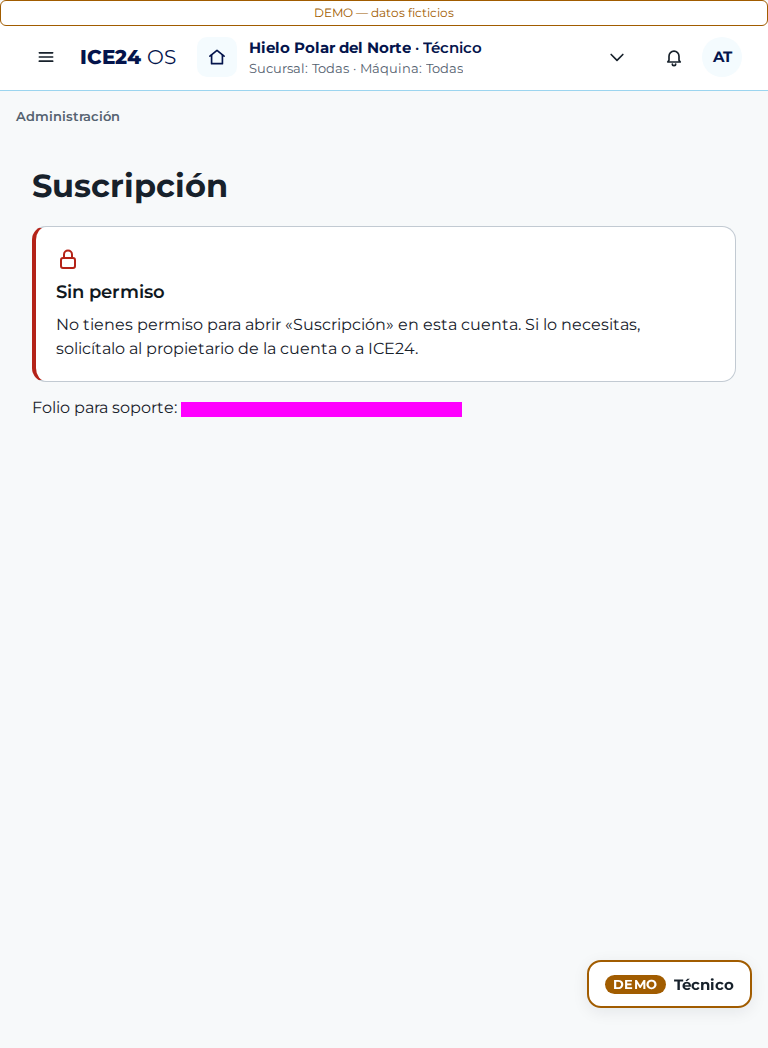 DEMO — datos ficticios
ICE24 OS
Hielo Polar del Norte · Técnico
Sucursal: Todas · Máquina: Todas
AT
Administración
Suscripción
Sin permiso
No tienes permiso para abrir «Suscripción» en esta cuenta. Si lo necesitas,
solicítalo al propietario de la cuenta o a ICE24.
Folio para soporte:
DEMO Técnico